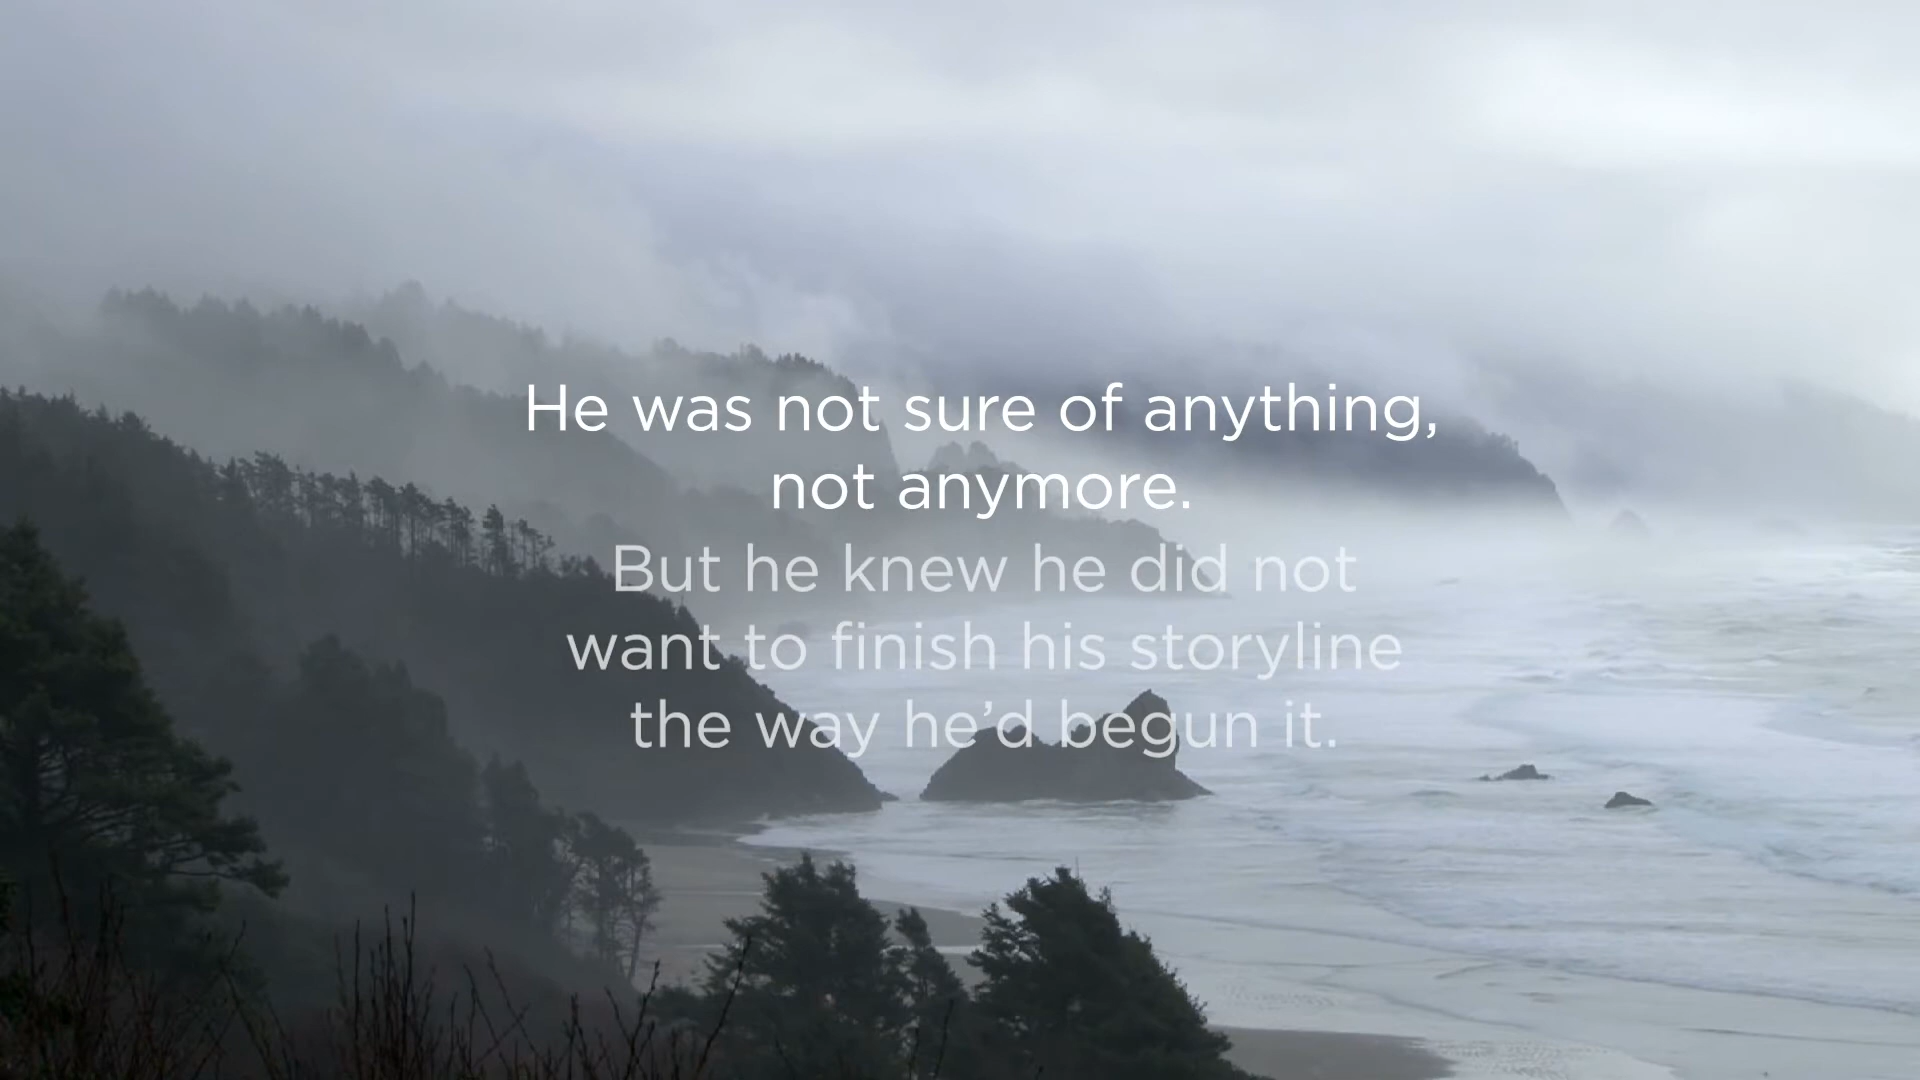 He was not sure of anything,
not anymore.
But he knew he did not
want to finish his storyline
the way he’d begun it.